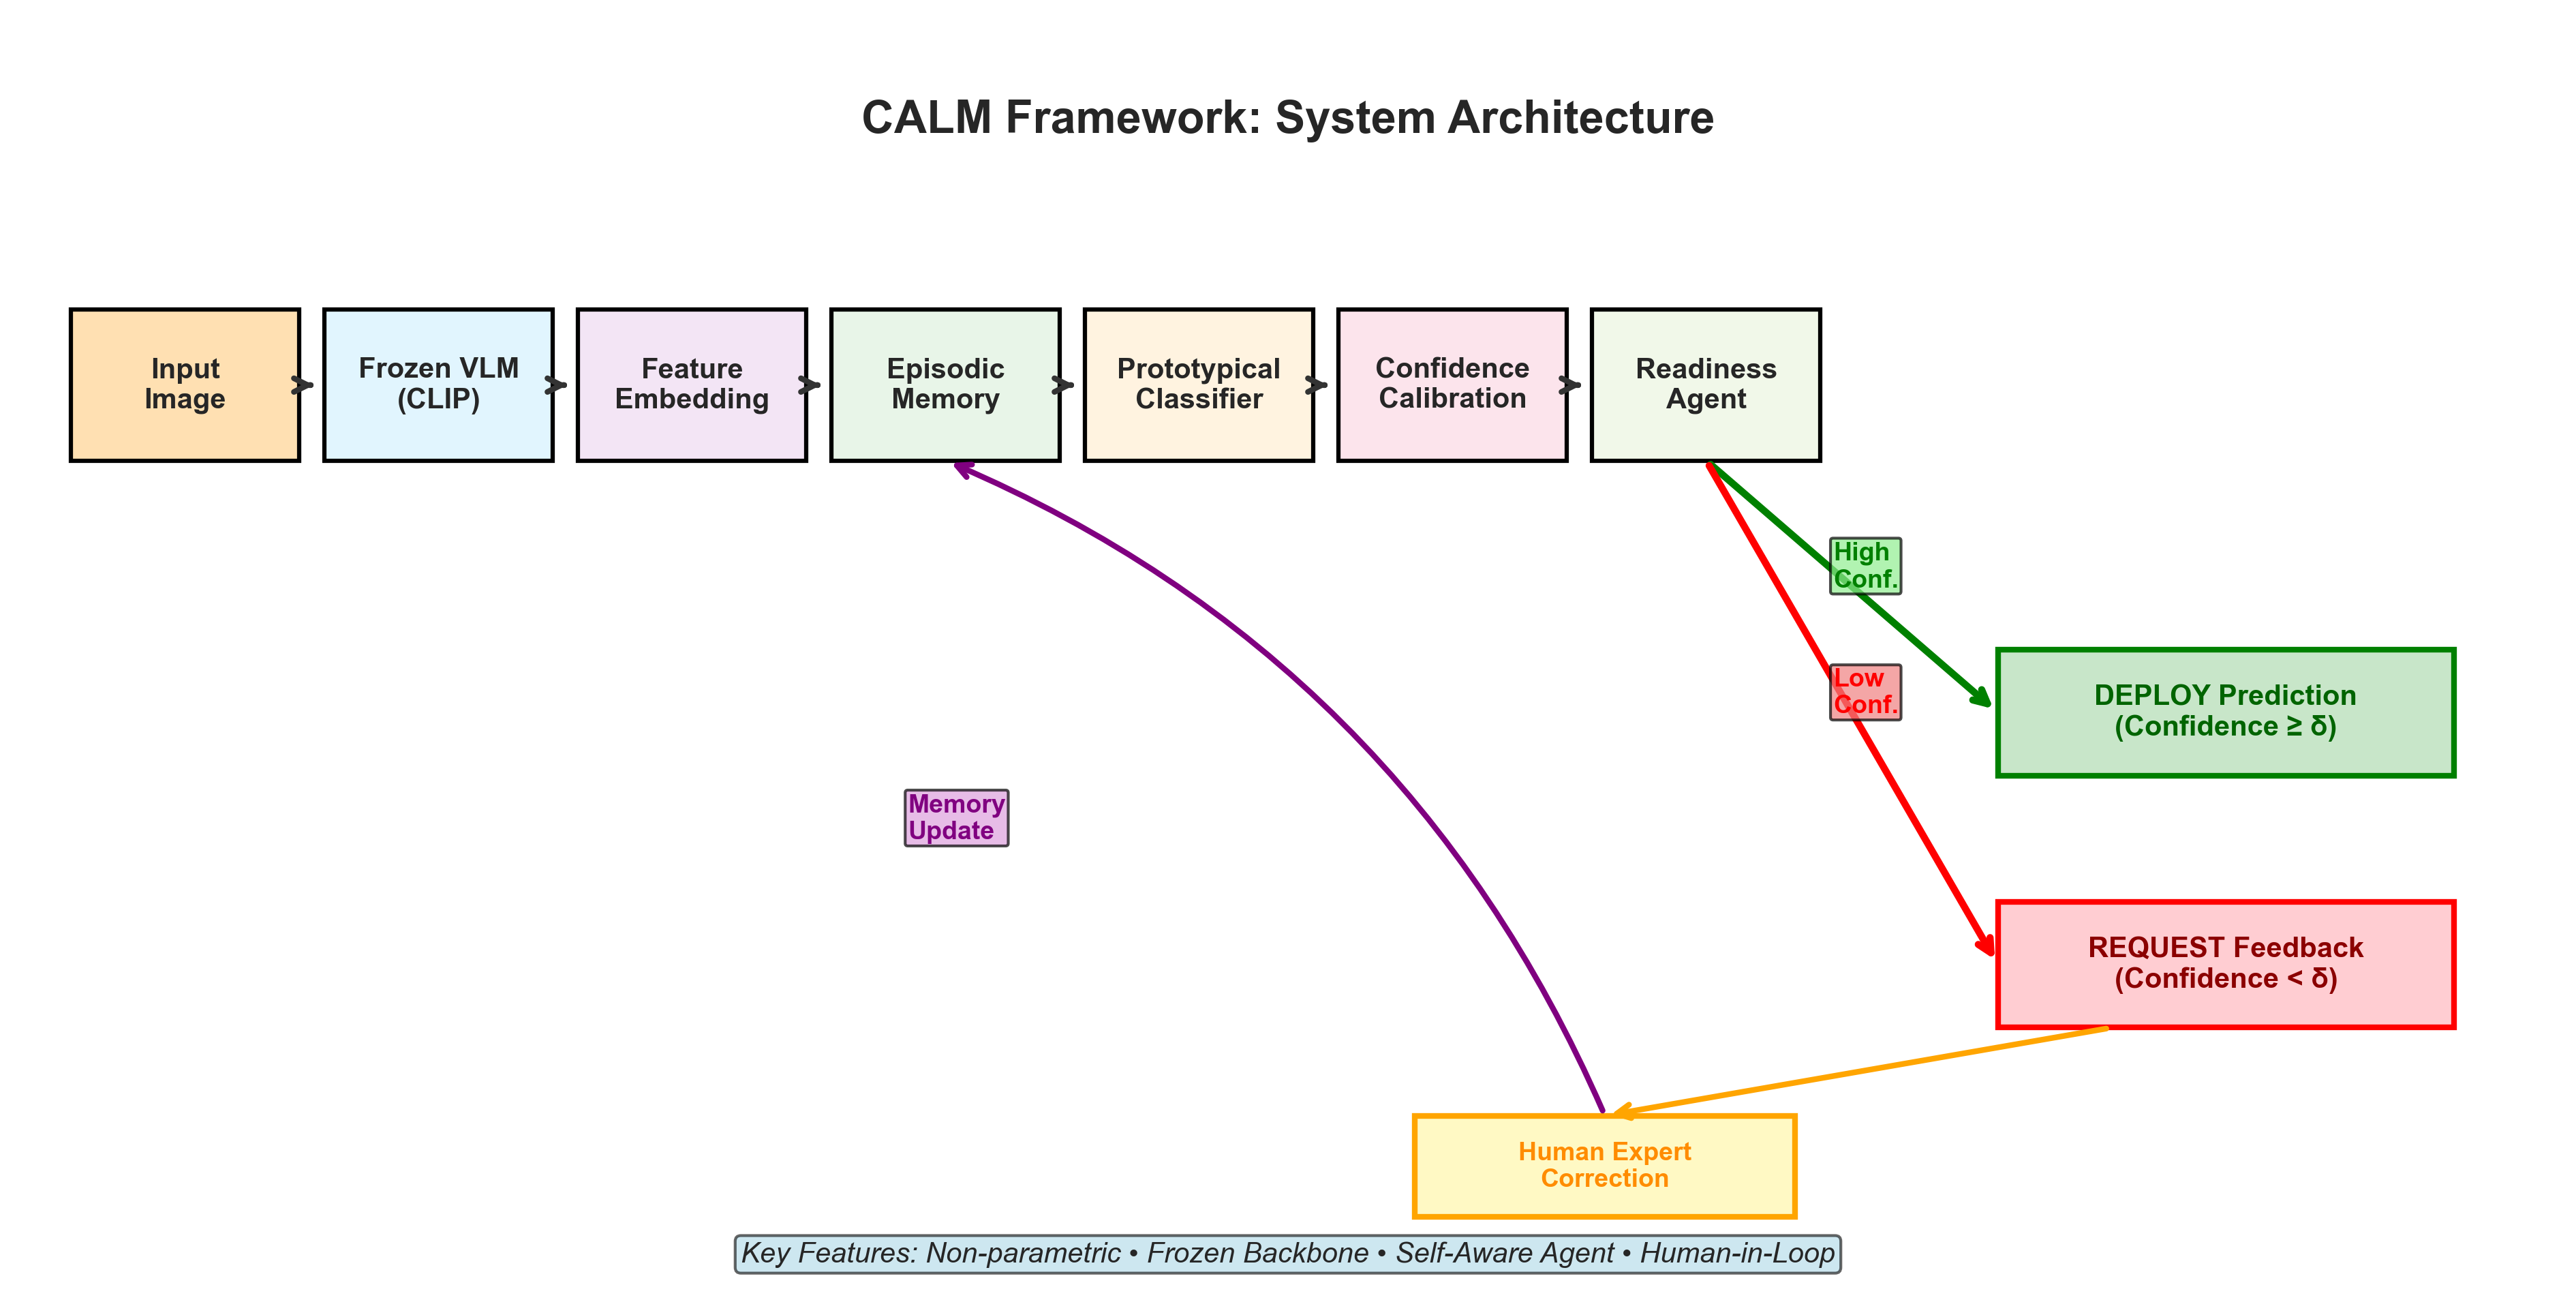 CALM Framework: System Architecture
Input
Image
Frozen VLM
(CLIP)
Feature
Embedding
Episodic
Memory
Prototypical
Classifier
Confidence
Calibration
Readiness
Agent
High
Conf.
Low
Conf.
DEPLOY Prediction
(Confidence ≥ δ)
Memory
Update
REQUEST Feedback
(Confidence < δ)
Human Expert
Correction
Key Features: Non-parametric • Frozen Backbone • Self-Aware Agent • Human-in-Loop